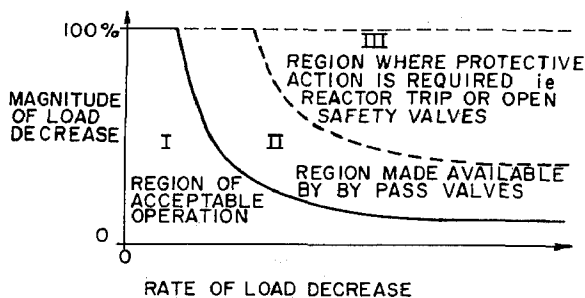 100%
III
REGION WHERE PROTECTIVE
ACTION IS REQUIRED ie
REACTOR TRIP OR OPEN
SAFETY VALVES
MAGNITUDE
OF LOAD
DECREASE
I
II
REGION MADE AVAILABLE
BY BY PASS VALVES
REGION OF
ACCEPTABLE
OPERATION
0
0
RATE OF LOAD DECREASE